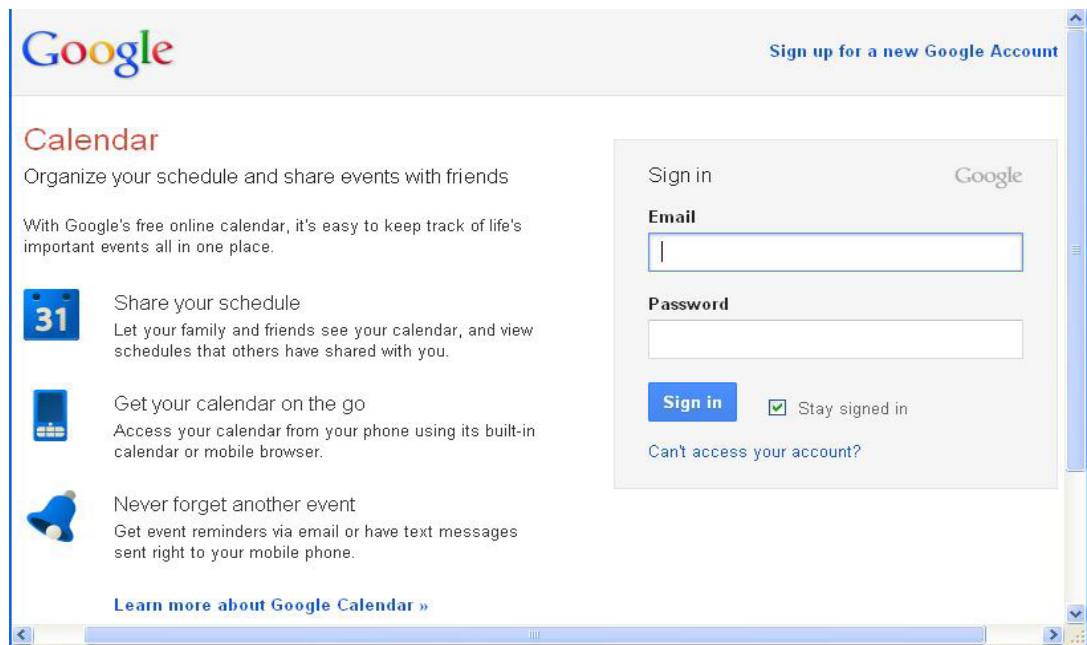 Google
Sign up for a new Google Account
Calendar
Organize your schedule and share events with friends
With Google's free online calendar, it's easy to keep track of life's
important events all in one place.
31
Share your schedule
Let your family and friends see your calendar, and view
schedules that others have shared with you.
Get your calendar on the go
Access your calendar from your phone using its built-in
calendar or mobile browser.
Never forget another event
Get event reminders via email or have text messages
sent right to your mobile phone.
Learn more about Google Calendar »
Sign in
Google
Email
Password
Sign in
Stay signed in
Can't access your account?